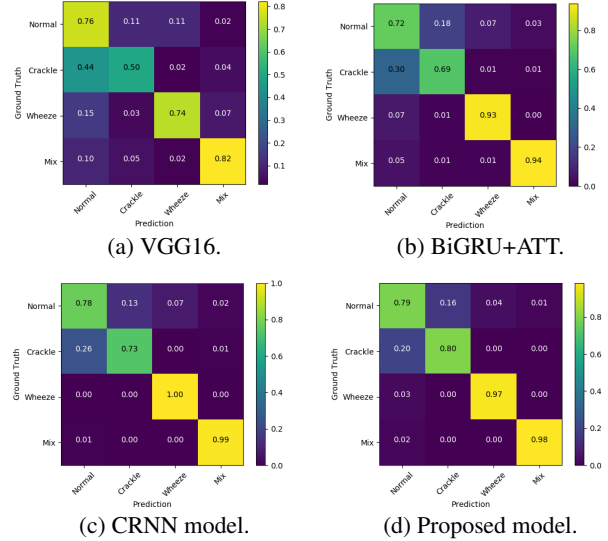 Normal 0.76 0.11 0.11 0.02
Crackle 0.44 0.50 0.02 0.04
Wheeze 0.15 0.03 0.74 0.07
Mix 0.10 0.05 0.02 0.82
Ground Truth
Normal Crackle Wheeze Mix
Prediction
0.8
0.7
0.6
0.5
0.4
0.3
0.2
0.1
(a) VGG16.
Normal 0.72 0.18 0.07 0.03
Crackle 0.30 0.69 0.01 0.01
Wheeze 0.07 0.01 0.93 0.00
Mix 0.05 0.01 0.01 0.94
Ground Truth
Normal Crackle Wheeze Mix
Prediction
0.8
0.6
0.4
0.2
0.0
(b) BiGRU+ATT.
Normal 0.78 0.13 0.07 0.02
Crackle 0.26 0.73 0.00 0.01
Wheeze 0.00 0.00 1.00 0.00
Mix 0.01 0.00 0.00 0.99
Ground Truth
Normal Crackle Wheeze Mix
Prediction
1.0
0.8
0.6
0.4
0.2
0.0
(c) CRNN model.
Normal 0.79 0.16 0.04 0.01
Crackle 0.20 0.80 0.00 0.00
Wheeze 0.03 0.00 0.97 0.00
Mix 0.02 0.00 0.00 0.98
Ground Truth
Normal Crackle Wheeze Mix
Prediction
0.8
0.6
0.4
0.2
0.0
(d) Proposed model.